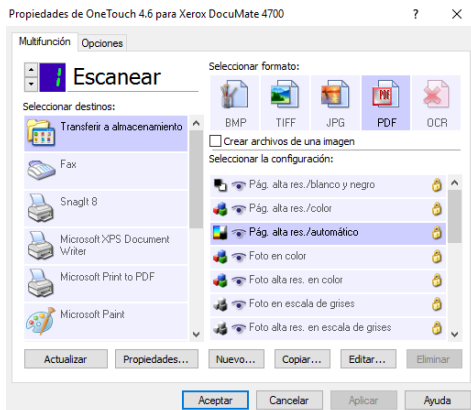 Propiedades de OneTouch 4.6 para Xerox DocuMate 4700
Multifunción Opciones
1 Escanear
Seleccionar destinos:
Transferir a almacenamiento
Fax
SnagIt 8
Microsoft XPS Document
Writer
Microsoft Print to PDF
Microsoft Paint
Seleccionar formato:
BMP TIFF JPG PDF OCR
Crear archivos de una imagen
Seleccionar la configuración:
Pág. alta res./blanco y negro
Pág. alta res./color
Pág. alta res./automático
Foto en color
Foto alta res. en color
Foto en escala de grises
Foto alta res. en escala de grises
Actualizar Propiedades... Nuevo... Copiar... Editar... Eliminar
Aceptar Cancelar Aplicar Ayuda